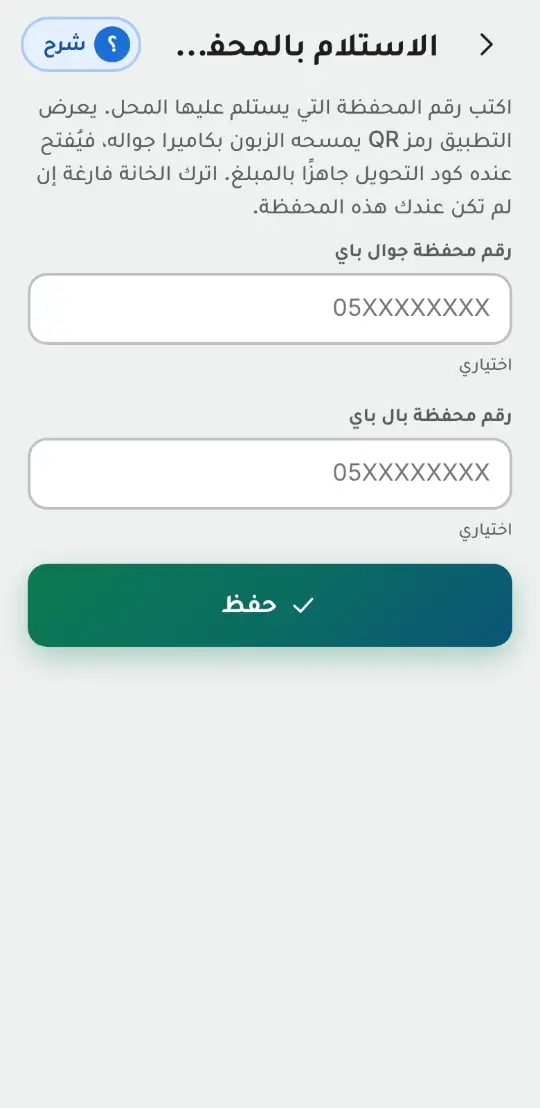 الاستلام بالمحفـ...
؟ شرح
اكتب رقم المحفظة التي يستلم عليها المحل. يعرض
التطبيق رمز QR يمسحه الزبون بكاميرا جواله، فيُفتح
عنده كود التحويل جاهزًا بالمبلغ. اترك الخانة فارغة إن
لم تكن عندك هذه المحفظة.
رقم محفظة جوال باي
05XXXXXXXX
اختياري
رقم محفظة بال باي
05XXXXXXXX
اختياري
حفظ